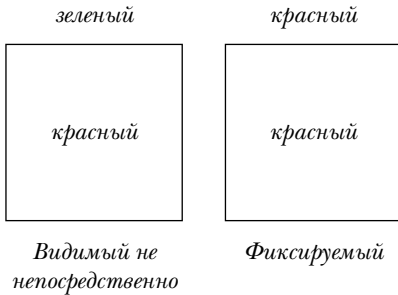 зеленый красный
красный красный
Видимый не Фиксируемый
непосредственно